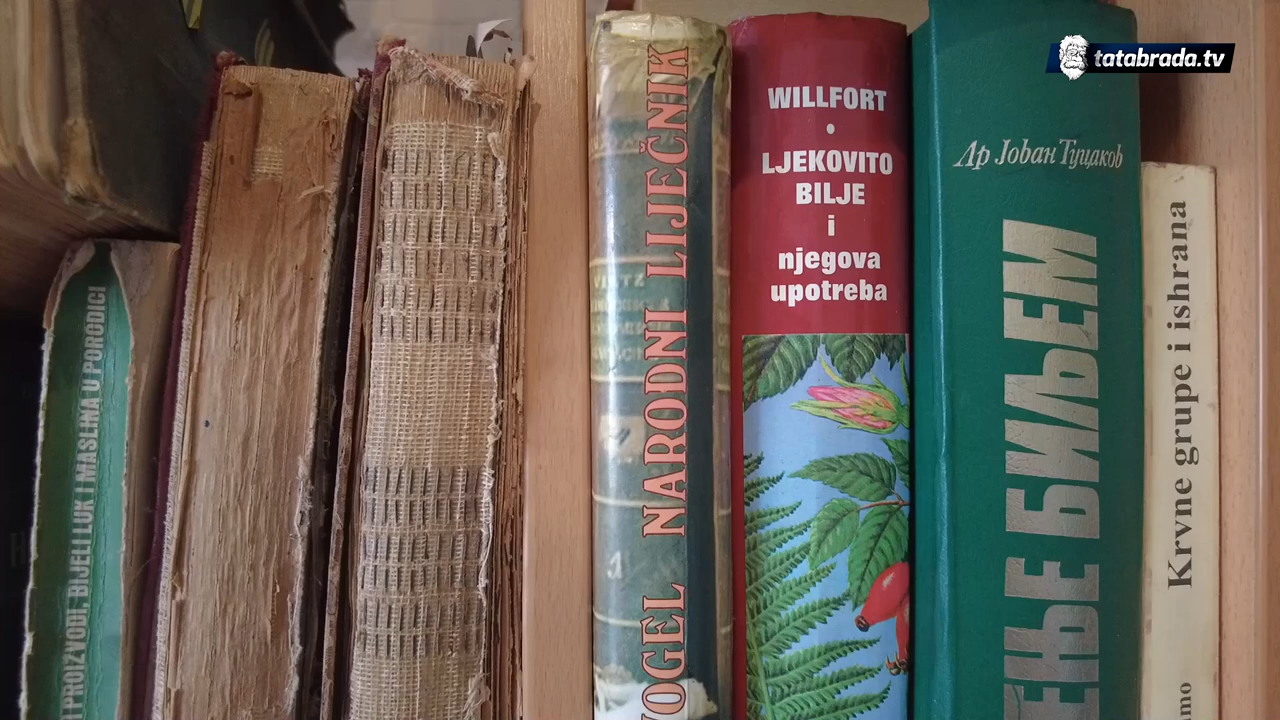 tatabrada.tv
I PROIZVODI, BIJELI LUK I MASLINA U PORODICI
VOGEL NARODNI LIJEČNIK
WILLFORT
•
LJEKOVITO
BILJE
i
njegova
upotreba
Др Јован Туцаков
ЕЊЕ БИЉЕМ
Krvne grupe i ishrana
mo